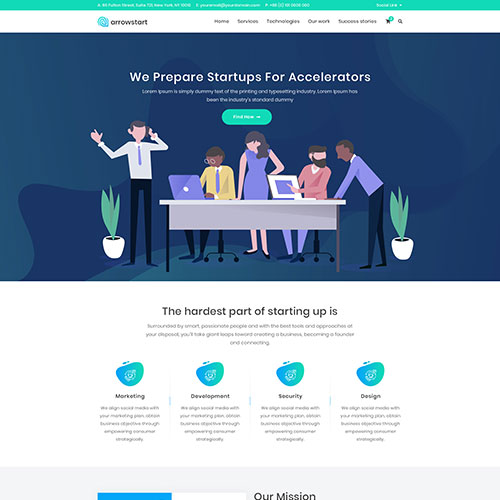 A: 80 Fulton Street, Suite 721, New York, NY 10010 E: youremail@yourdomain.com P: +88 (0) 101 0000 000 Social Link
arrowstart Home Services Technologies Our work Success stories
We Prepare Startups For Accelerators
Lorem Ipsum is simply dummy text of the printing and typesetting industry. Lorem Ipsum has
been the industry's standard dummy
Find Now
The hardest part of starting up is
Surrounded by smart, passionate people and with the best tools and approaches at
your disposal, you'll take giant leaps toward creating a business, becoming a founder
and connecting.
Marketing Development Security Design
We align social media with We align social media with We align social media with We align social media with
your marketing plan, obtain your marketing plan, obtain your marketing plan, obtain your marketing plan, obtain
business objective through business objective through business objective through business objective through
empowering consumer empowering consumer empowering consumer empowering consumer
strategically. strategically. strategically. strategically.
Our Mission